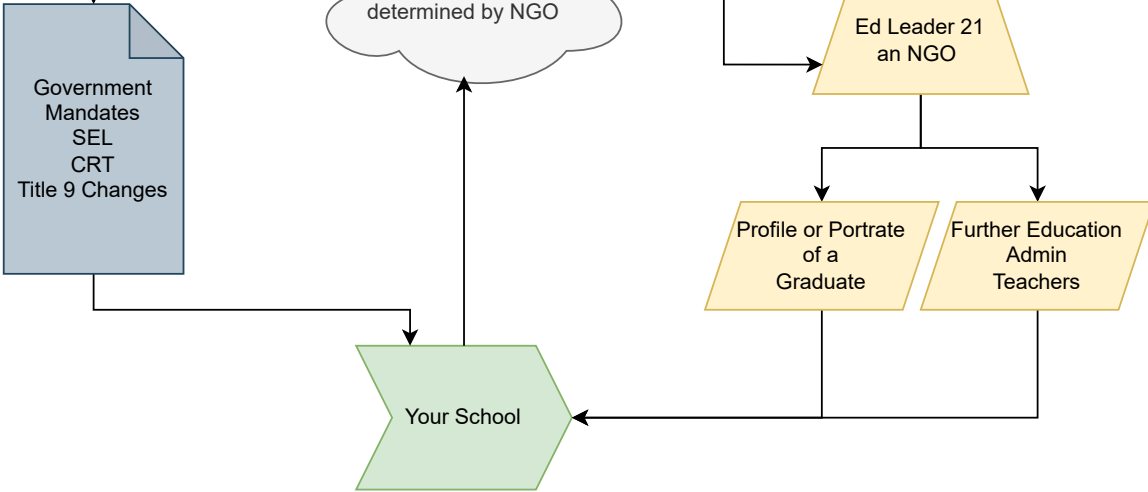 determined by NGO
Ed Leader 21
an NGO
Government
Mandates
SEL
CRT
Title 9 Changes
Profile or Portrate
of a
Graduate
Further Education
Admin
Teachers
Your School